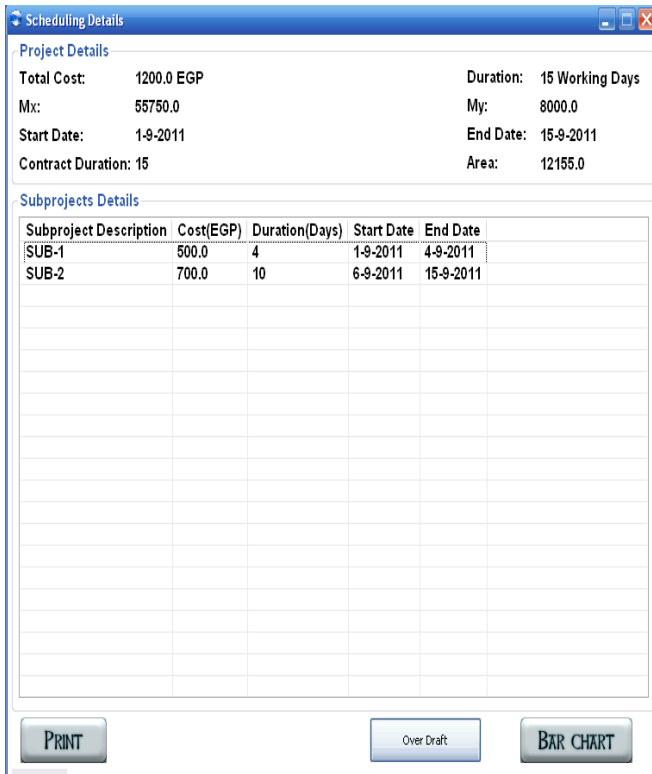 Scheduling Details
Project Details
Total Cost: 1200.0 EGP Duration: 15 Working Days
Mx: 55750.0 My: 8000.0
Start Date: 1-9-2011 End Date: 15-9-2011
Contract Duration: 15 Area: 12155.0
Subprojects Details
Subproject Description Cost(EGP) Duration(Days) Start Date End Date
SUB-1 500.0 4 1-9-2011 4-9-2011
SUB-2 700.0 10 6-9-2011 15-9-2011
PRINT Over Draft BAR CHART